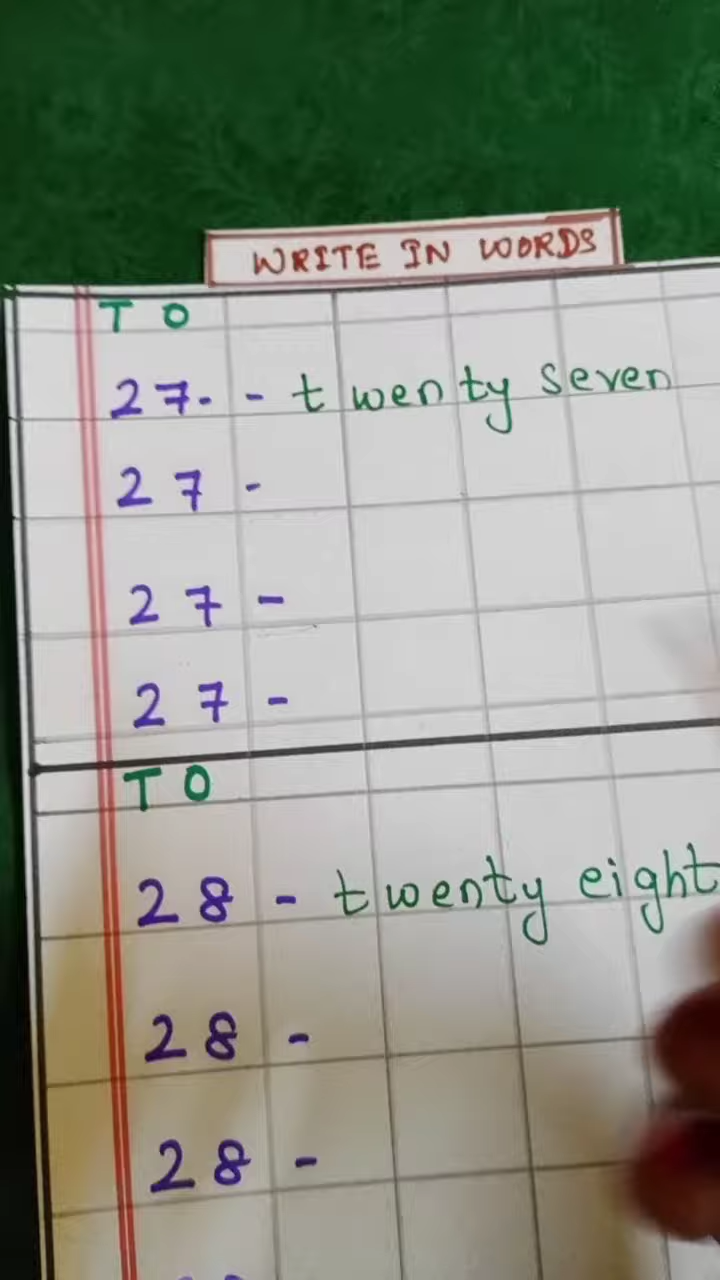 WRITE IN WORDS
T O
27. - twenty seven
27 -
27 -
27 -
T O
28 - twenty eight
28 -
28 -